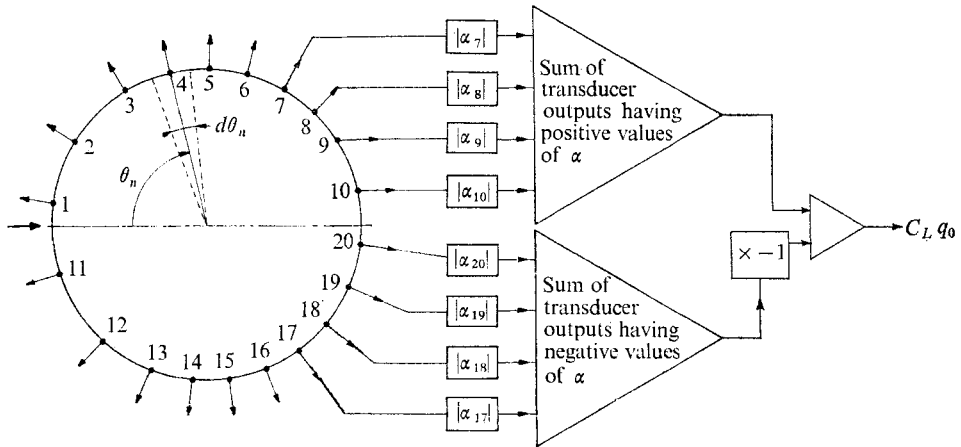 1
2
3
4
5
6
7
8
9
10
20
19
18
17
16
15
14
13
12
11
θn
dθn
|α7|
|α8|
|α9|
|α10|
|α20|
|α19|
|α18|
|α17|
Sum of
transducer
outputs having
positive values
of α
Sum of
transducer
outputs having
negative values
of α
× −1
CL q0